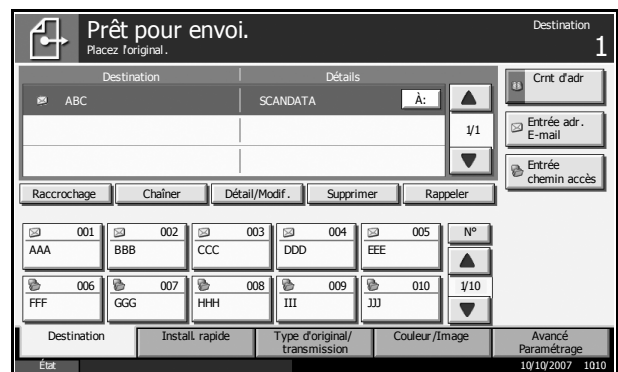 Prêt pour envoi.
Placez l'original.
Destination
1
Destination Détails
ABC SCANDATA À:
1/1
Crnt d'adr
Entrée adr.
E-mail
Entrée
chemin accès
Raccrochage Chaîner Détail/Modif. Supprimer Rappeler
001 002 003 004 005 N°
AAA BBB CCC DDD EEE
006 007 008 009 010 1/10
FFF GGG HHH III JJJ
Destination
Install. rapide
Type d'original/
transmission
Couleur/Image
Avancé
Paramétrage
État 10/10/2007 1010